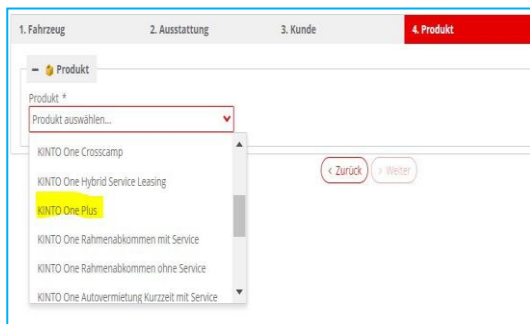 1. Fahrzeug 2. Ausstattung 3. Kunde 4. Produkt
− Produkt
Produkt *
Produkt auswählen...
KINTO One Crosscamp
KINTO One Hybrid Service Leasing
KINTO One Plus
KINTO One Rahmenabkommen mit Service
KINTO One Rahmenabkommen ohne Service
KINTO One Autovermietung Kurzzeit mit Service
< Zurück > Weiter